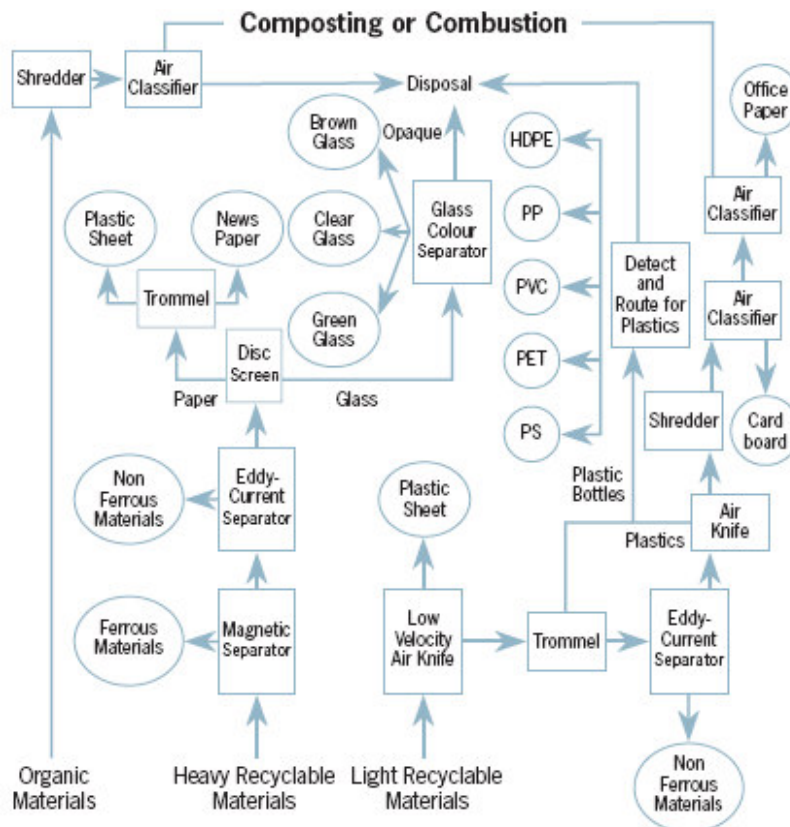 Composting or Combustion
Shredder
Air
Classifier
Disposal
Office
Paper
Brown
Glass
Opaque
HDPE
Plastic
Sheet
News
Paper
Clear
Glass
Glass
Colour
Separator
PP
Air
Classifier
Trommel
PVC
Detect
and
Route for
Plastics
Air
Classifier
Green
Glass
Disc
Screen
Paper
Glass
PET
PS
Shredder
Card
board
Non
Ferrous
Materials
Eddy-
Current
Separator
Plastic
Sheet
Plastic
Bottles
Plastics
Air
Knife
Ferrous
Materials
Magnetic
Separator
Low
Velocity
Air Knife
Trommel
Eddy-
Current
Separator
Organic
Materials
Heavy Recyclable
Materials
Light Recyclable
Materials
Non
Ferrous
Materials